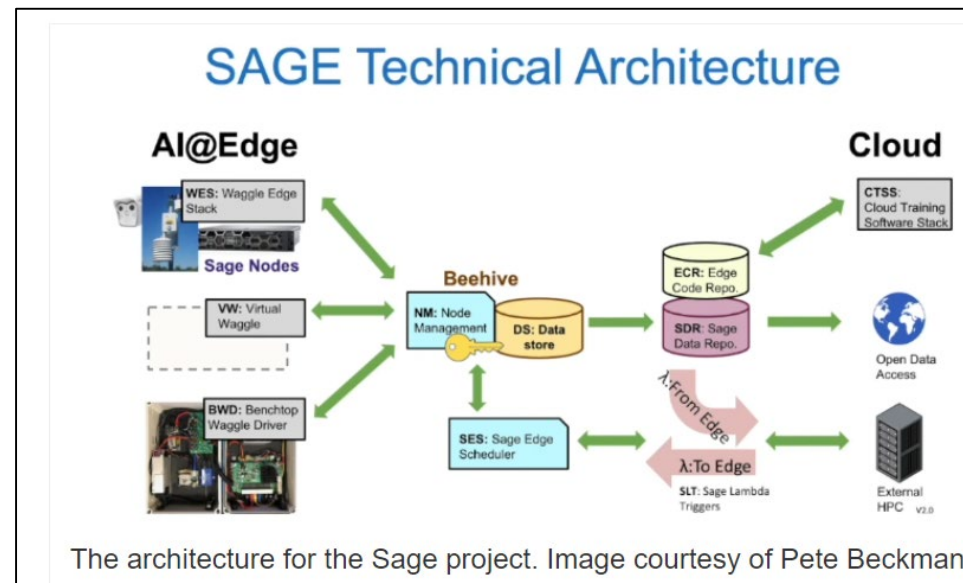 SAGE Technical Architecture
AI@Edge
Cloud
WES: Waggle Edge
Stack
Sage Nodes
CTSS:
Cloud Training
Software Stack
Beehive
ECR: Edge
Code Repo.
VW: Virtual
Waggle
NM: Node
Management
DS: Data
store
SDR: Sage
Data Repo.
Open Data
Access
BWD: Benchtop
Waggle Driver
SES: Sage Edge
Scheduler
λ:From Edge
λ:To Edge
SLT: Sage Lambda
Triggers
External
HPC V2.0
The architecture for the Sage project. Image courtesy of Pete Beckman